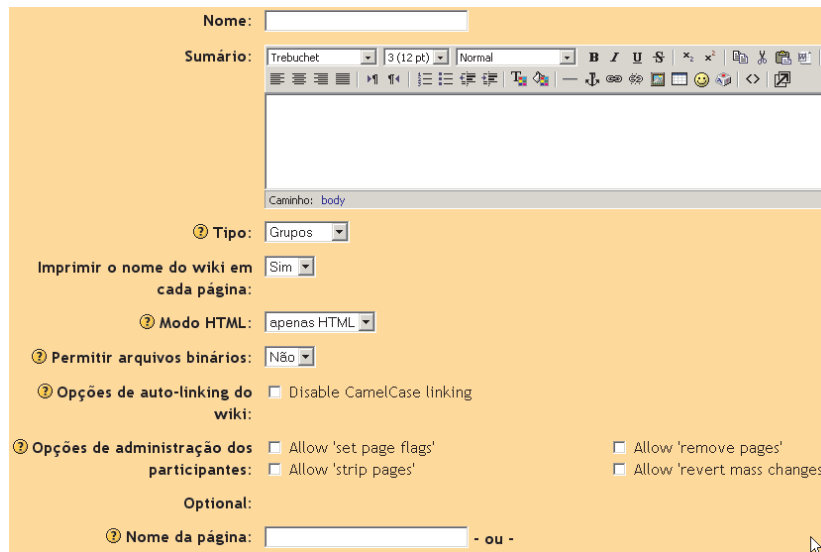 Nome:
Sumário: Trebuchet 3 (12 pt) Normal B I U S ×₂ ×²
Caminho: body
? Tipo: Grupos
Imprimir o nome do wiki em Sim
cada página:
? Modo HTML: apenas HTML
? Permitir arquivos binários: Não
? Opções de auto-linking do Disable CamelCase linking
wiki:
? Opções de administração dos Allow 'set page flags' Allow 'remove pages'
participantes: Allow 'strip pages' Allow 'revert mass changes
Optional:
? Nome da página: - ou -